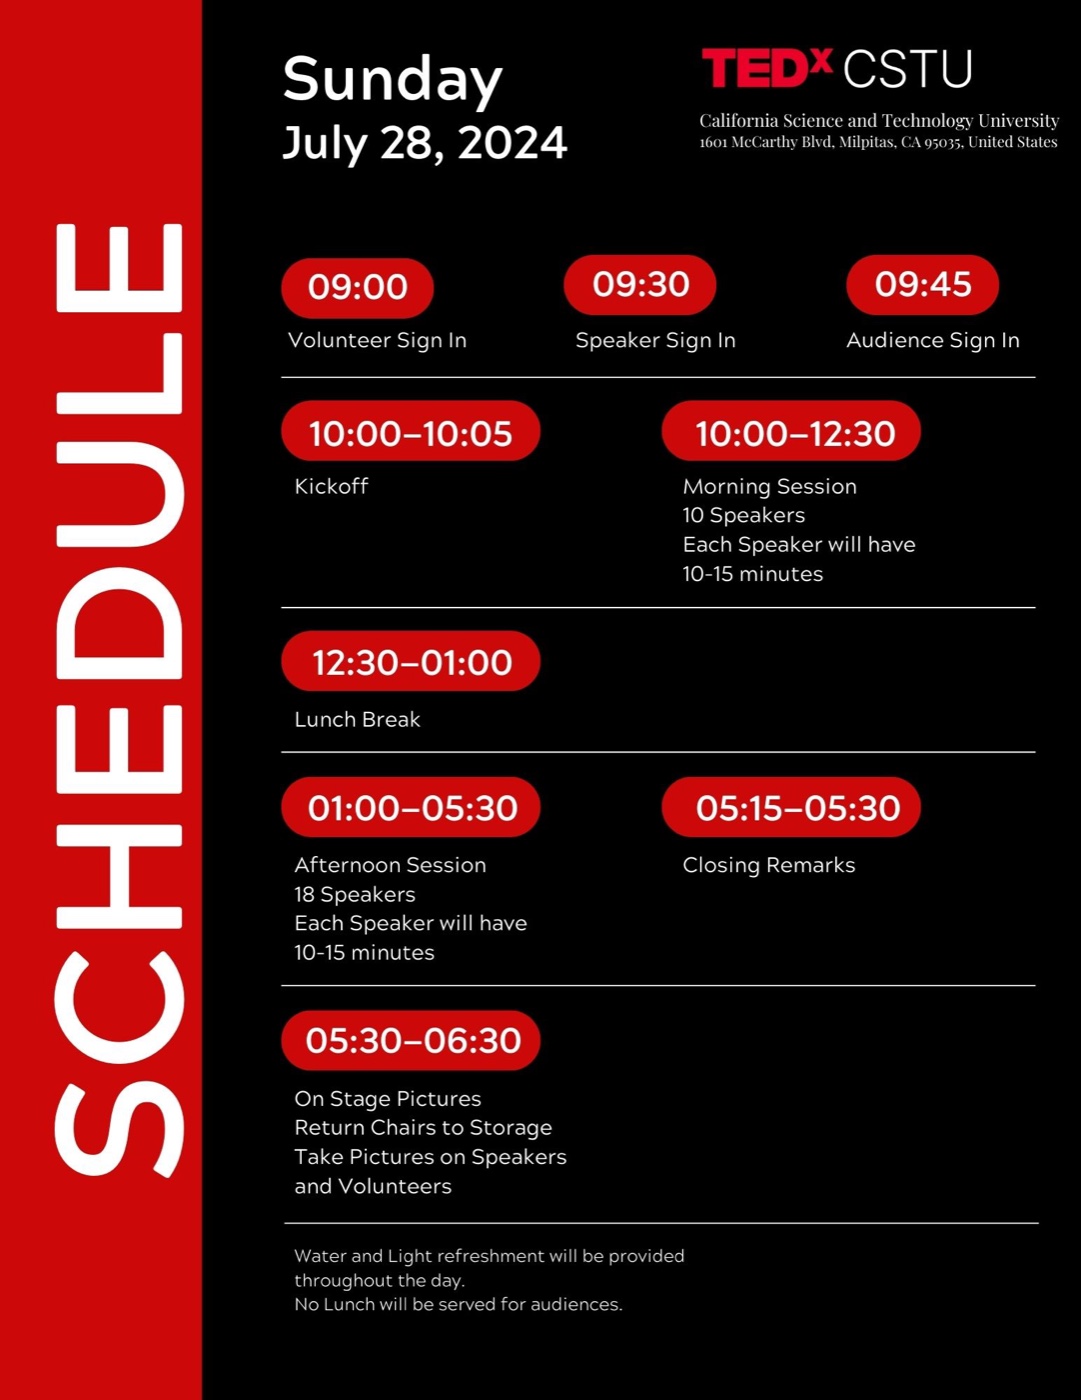 SCHEDULE
Sunday
July 28, 2024
TEDx CSTU
California Science and Technology University
1601 McCarthy Blvd, Milpitas, CA 95035, United States
09:00
Volunteer Sign In
09:30
Speaker Sign In
09:45
Audience Sign In
10:00–10:05
Kickoff
10:00–12:30
Morning Session
10 Speakers
Each Speaker will have
10-15 minutes
12:30–01:00
Lunch Break
01:00–05:30
Afternoon Session
18 Speakers
Each Speaker will have
10-15 minutes
05:15–05:30
Closing Remarks
05:30–06:30
On Stage Pictures
Return Chairs to Storage
Take Pictures on Speakers
and Volunteers
Water and Light refreshment will be provided
throughout the day.
No Lunch will be served for audiences.